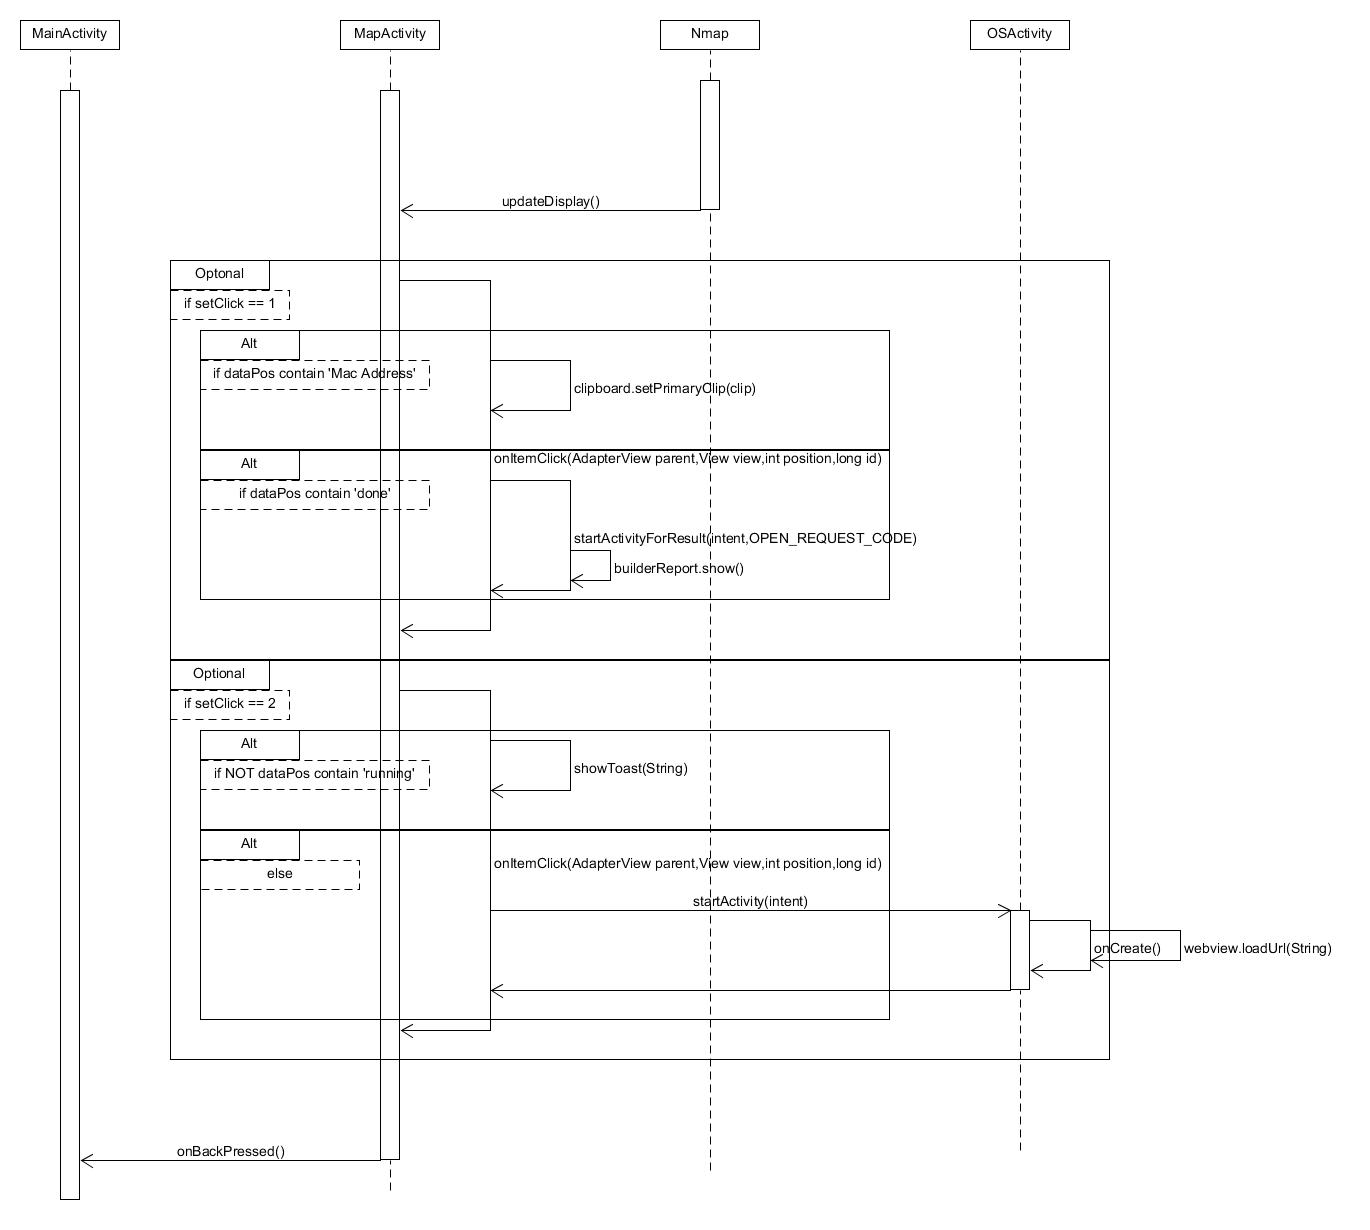 MainActivity
MapActivity
Nmap
OSActivity
updateDisplay()
Optonal
if setClick == 1
Alt
if dataPos contain 'Mac Address'
clipboard.setPrimaryClip(clip)
Alt
onItemClick(AdapterView parent,View view,int position,long id)
if dataPos contain 'done'
startActivityForResult(intent,OPEN_REQUEST_CODE)
builderReport.show()
Optional
if setClick == 2
Alt
if NOT dataPos contain 'running'
showToast(String)
Alt
onItemClick(AdapterView parent,View view,int position,long id)
else
startActivity(intent)
onCreate()
webview.loadUrl(String)
onBackPressed()